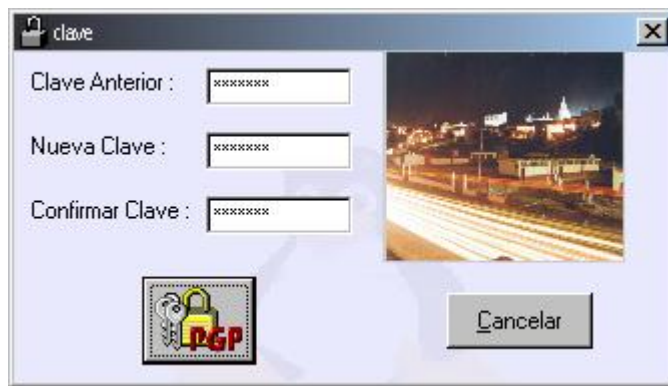 clave
Clave Anterior : *******
Nueva Clave : *******
Confirmar Clave : *******
PGP
Cancelar